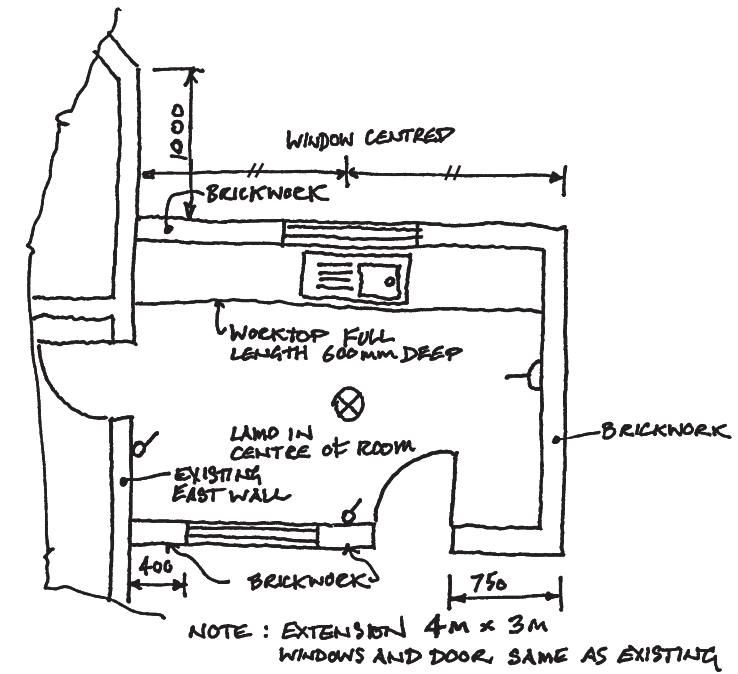 1000
WINDOW CENTRED
BRICKWORK
WORKTOP FULL
LENGTH 600mm DEEP
LAMP IN
CENTRE OF ROOM
BRICKWORK
EXISTING
EAST WALL
400
BRICKWORK
750
NOTE : EXTENSION 4M x 3M
WINDOWS AND DOOR SAME AS EXISTING